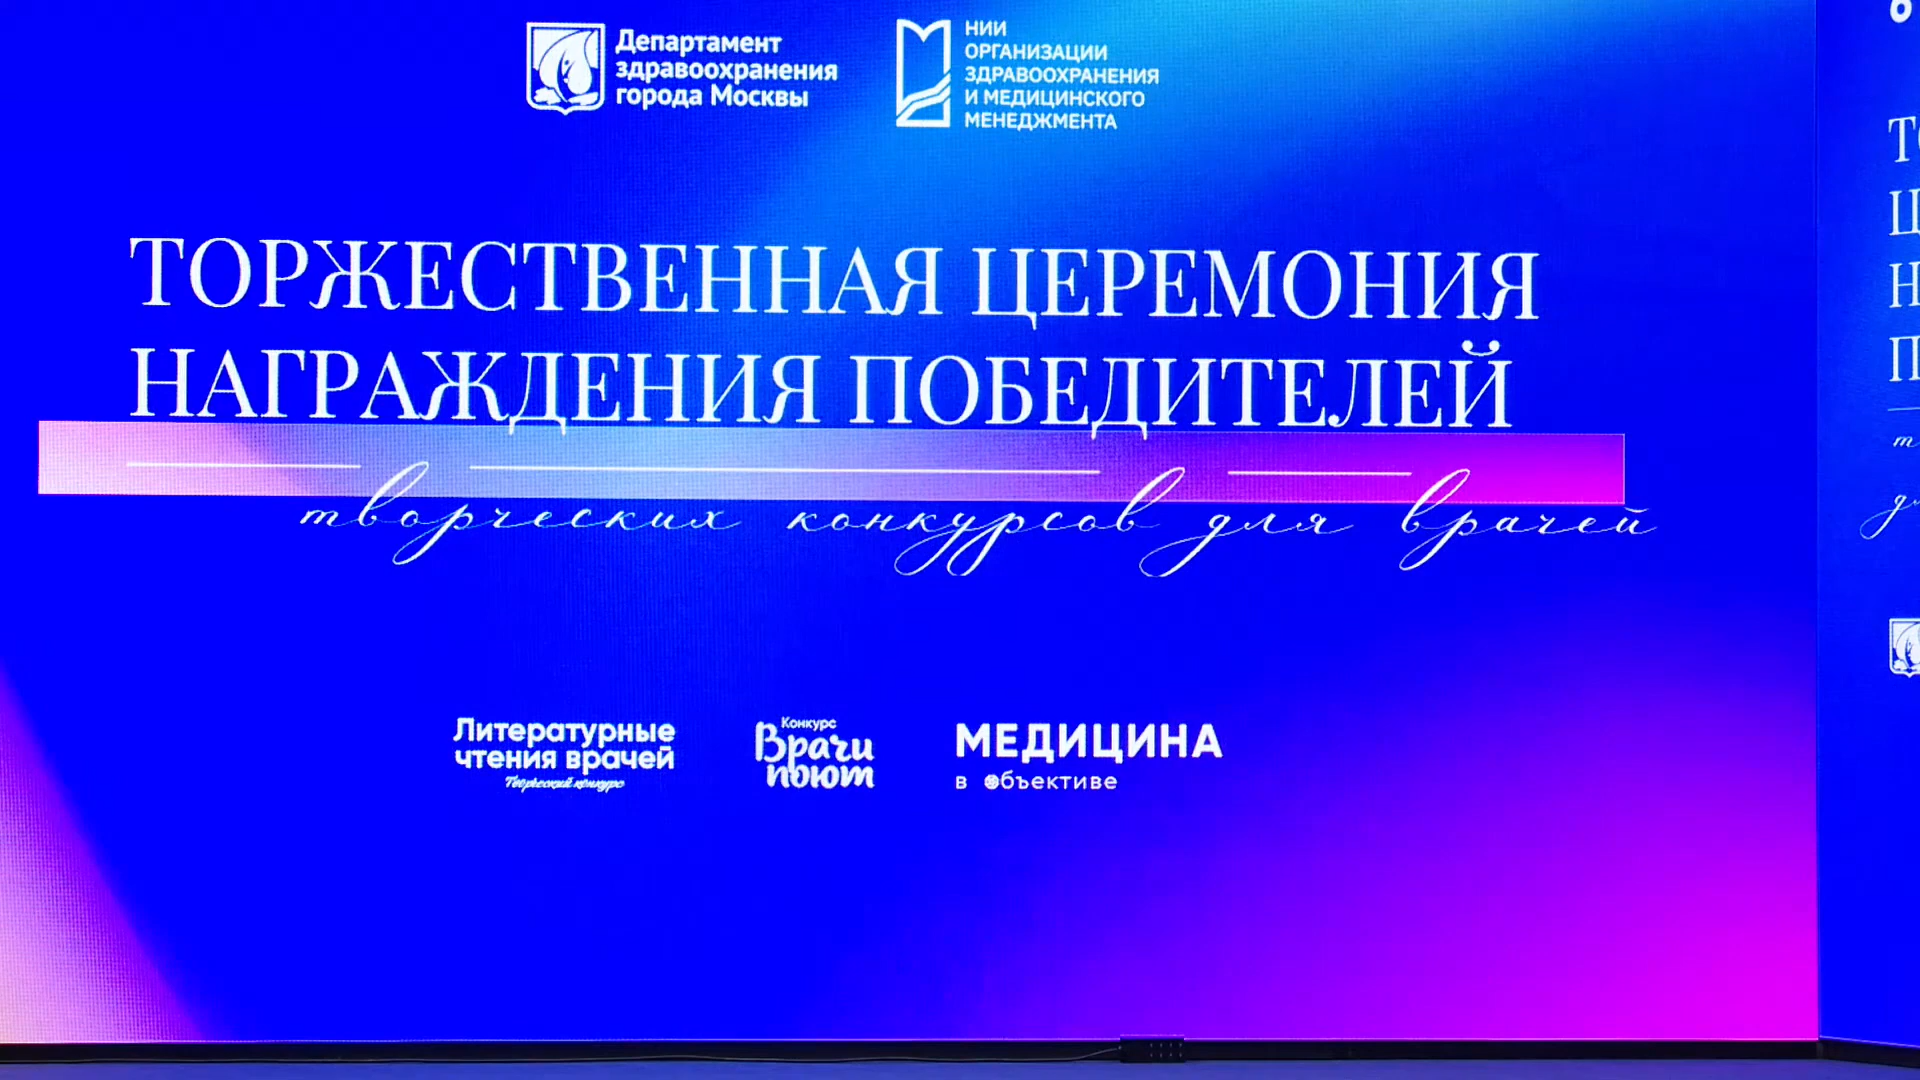 Департамент
здравоохранения
города Москвы
НИИ
ОРГАНИЗАЦИИ
ЗДРАВООХРАНЕНИЯ
И МЕДИЦИНСКОГО
МЕНЕДЖМЕНТА
ТОРЖЕСТВЕННАЯ ЦЕРЕМОНИЯ
НАГРАЖДЕНИЯ ПОБЕДИТЕЛЕЙ
творческих конкурсов для врачей
Литературные
чтения врачей
Творческий конкурс
Конкурс
Врачи
поют
МЕДИЦИНА
в объективе